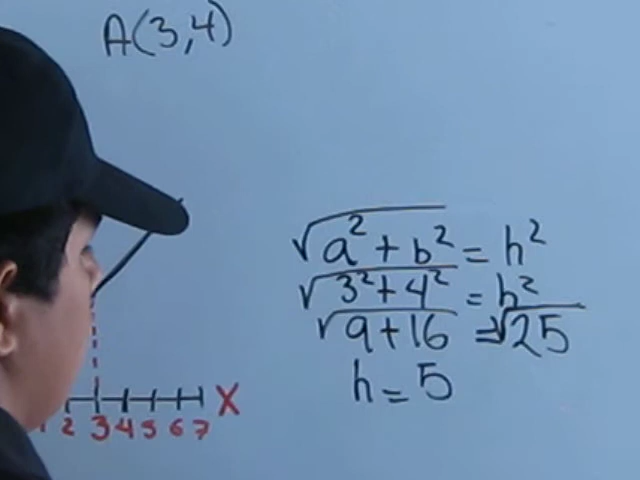 A(3,4)
√a² + b² = h²
√3² + 4² = h²
√9 + 16 = √25
h = 5
X
2 3 4 5 6 7